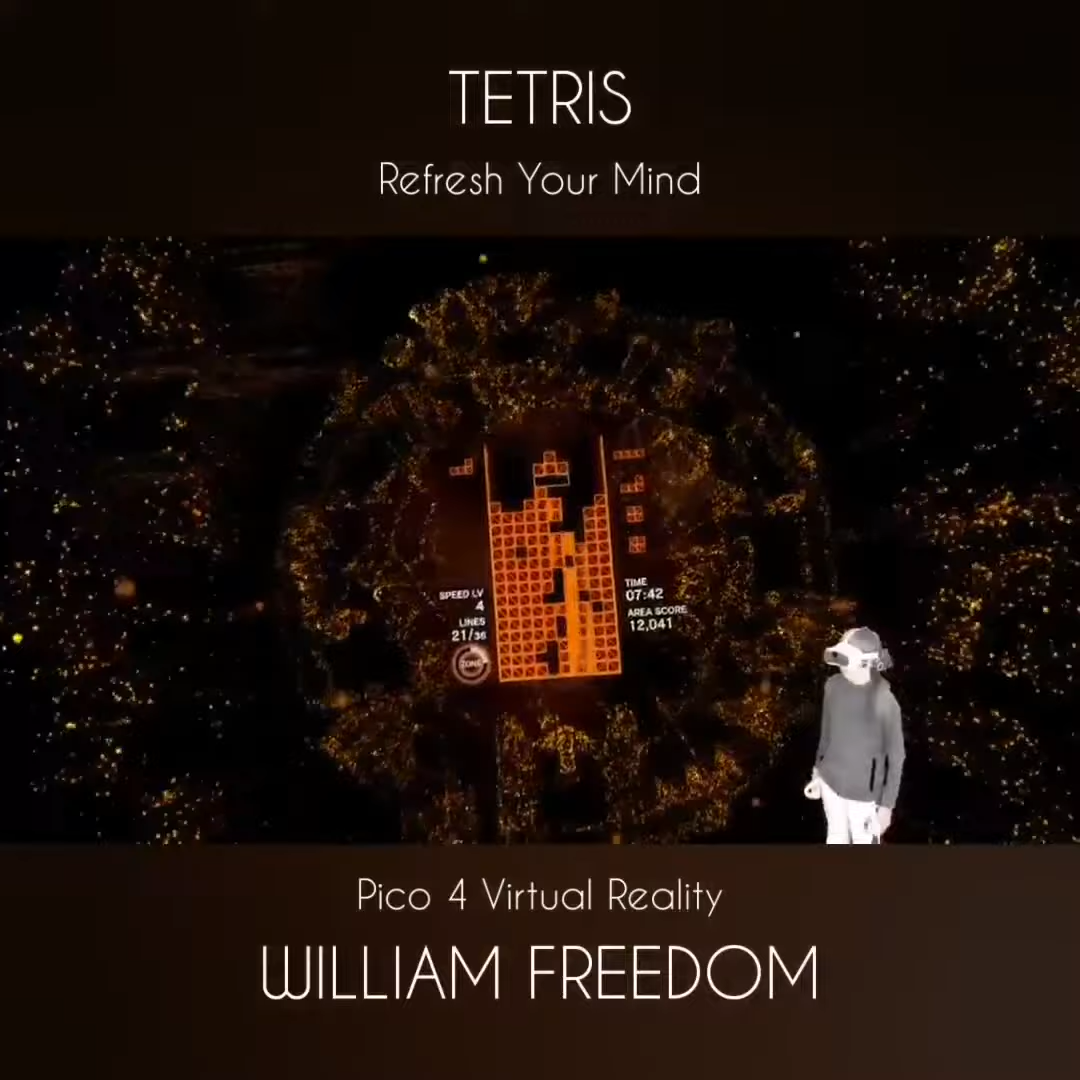 TETRIS
Refresh Your Mind
SPEED LV
4
LINES
21/36
ZONE
TIME
07:42
AREA SCORE
12,041
Pico 4 Virtual Reality
WILLIAM FREEDOM